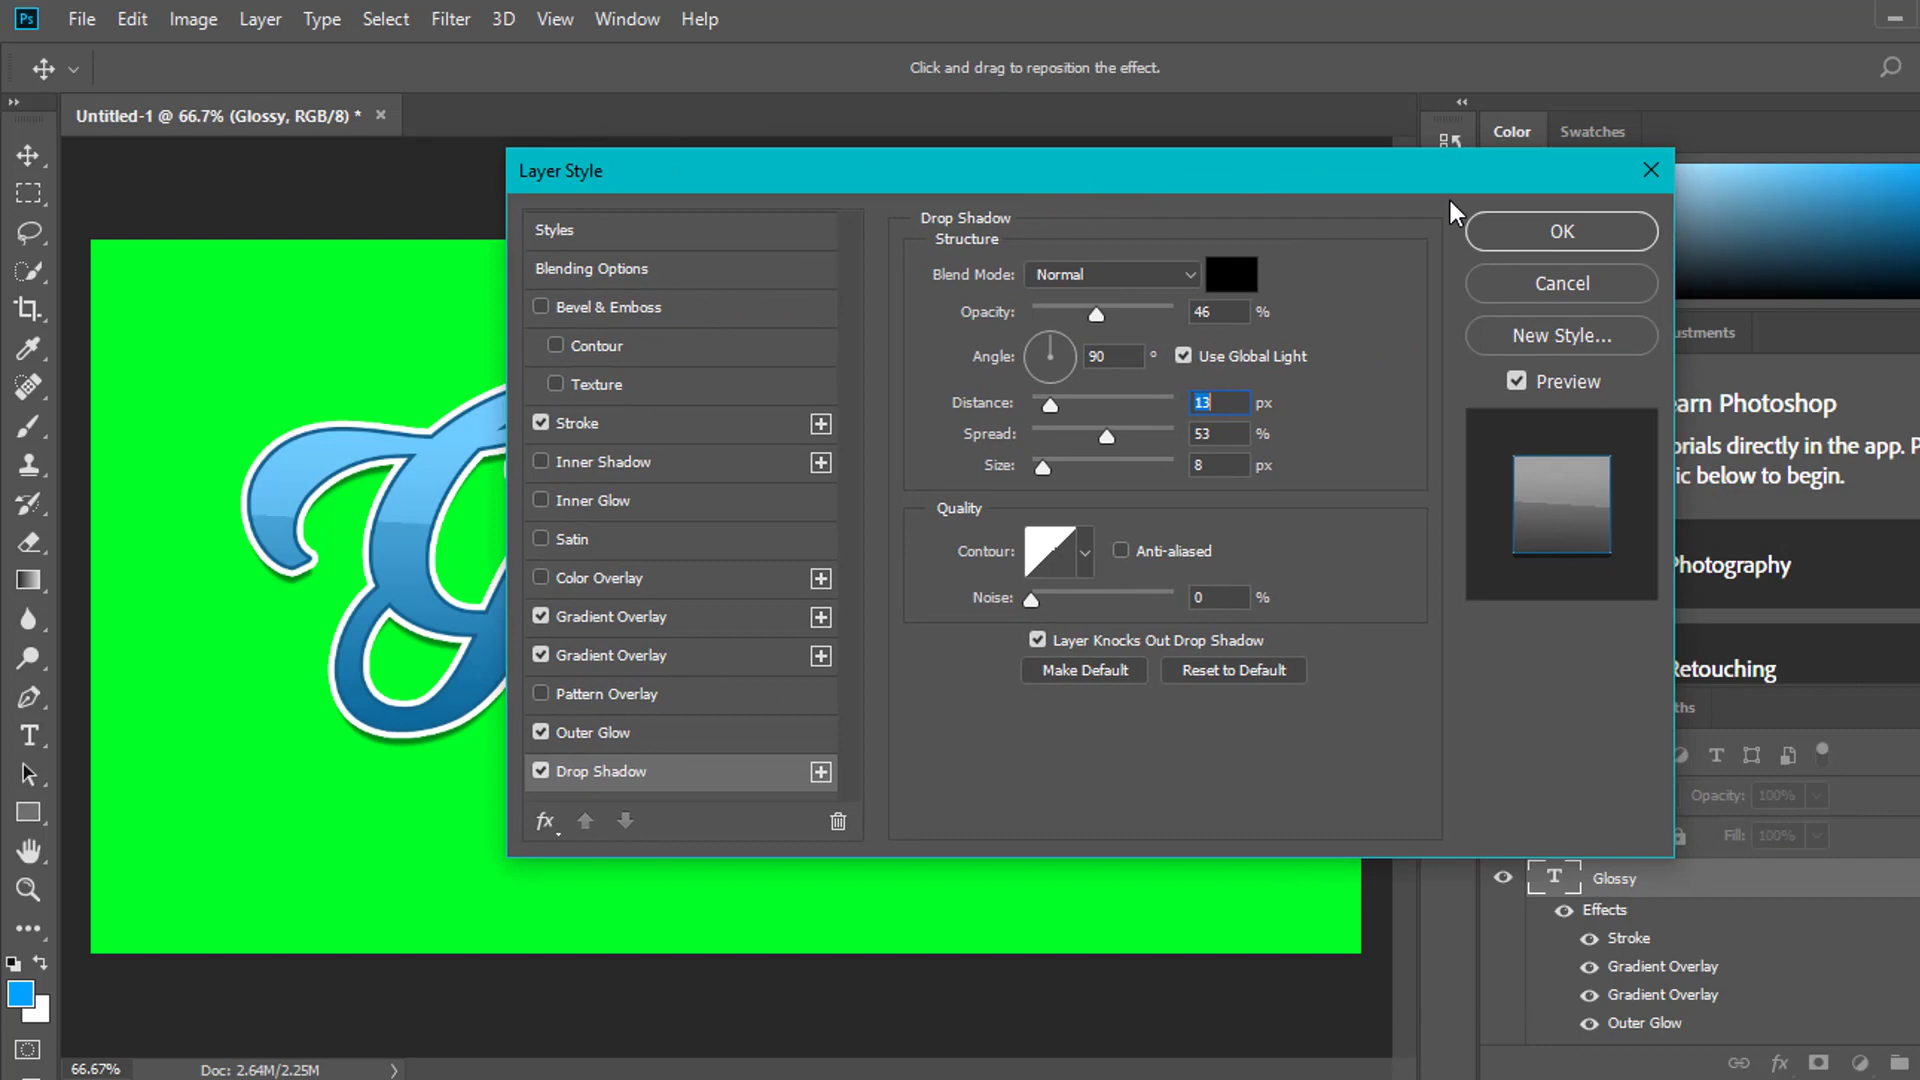 Ps File Edit Image Layer Type Select Filter 3D View Window Help
Click and drag to reposition the effect.
Untitled-1 @ 66.7% (Glossy, RGB/8) *
Color Swatches
Layer Style
Styles
Blending Options
Bevel & Emboss
Contour
Texture
Stroke
Inner Shadow
Inner Glow
Satin
Color Overlay
Gradient Overlay
Gradient Overlay
Pattern Overlay
Outer Glow
Drop Shadow
fx
Drop Shadow
Structure
Blend Mode: Normal
Opacity: 46 %
Angle: 90 ° Use Global Light
Distance: 13 px
Spread: 53 %
Size: 8 px
Quality
Contour: Anti-aliased
Noise: 0 %
Layer Knocks Out Drop Shadow
Make Default Reset to Default
OK
Cancel
New Style...
Preview
ustments
earn Photoshop
orials directly in the app. P
ic below to begin.
Photography
Retouching
ths
Opacity: 100%
Fill: 100%
T Glossy
Effects
Stroke
Gradient Overlay
Gradient Overlay
Outer Glow
fx
66.67% Doc: 2.64M/2.25M